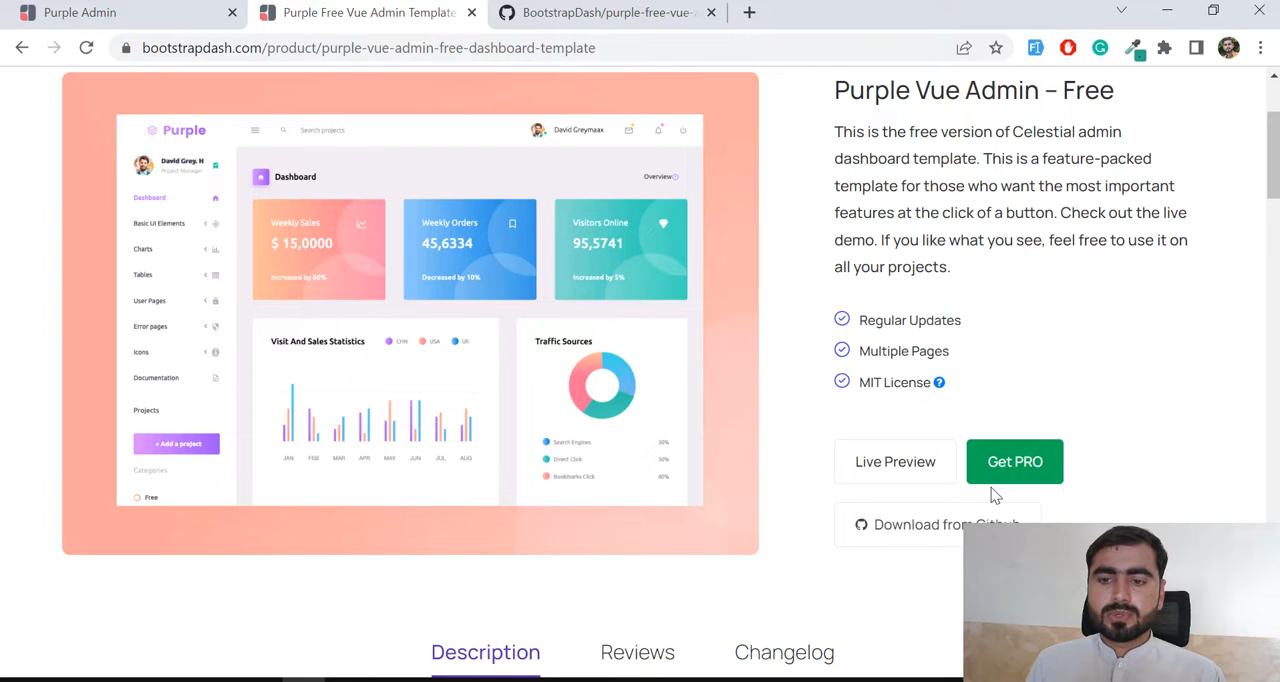 Purple Admin
Purple Free Vue Admin Template
BootstrapDash/purple-free-vue-
bootstrapdash.com/product/purple-vue-admin-free-dashboard-template
Purple
Search projects
David Greymaax
David Grey. H
Project Manager
Dashboard
Basic UI Elements
Charts
Tables
User Pages
Error pages
Icons
Documentation
Projects
+ Add a project
Categories
Free
Dashboard
Overview
Weekly Sales
$ 15,0000
Increased by 60%
Weekly Orders
45,6334
Decreased by 10%
Visitors Online
95,5741
Increased by 5%
Visit And Sales Statistics
CHN
USA
UK
JAN FEB MAR APR MAY JUN JUL AUG
Traffic Sources
Search Engines 30%
Direct Click 30%
Bookmarks Click 40%
Purple Vue Admin – Free
This is the free version of Celestial admin
dashboard template. This is a feature-packed
template for those who want the most important
features at the click of a button. Check out the live
demo. If you like what you see, feel free to use it on
all your projects.
Regular Updates
Multiple Pages
MIT License ?
Live Preview
Get PRO
Download from Github
Description
Reviews
Changelog